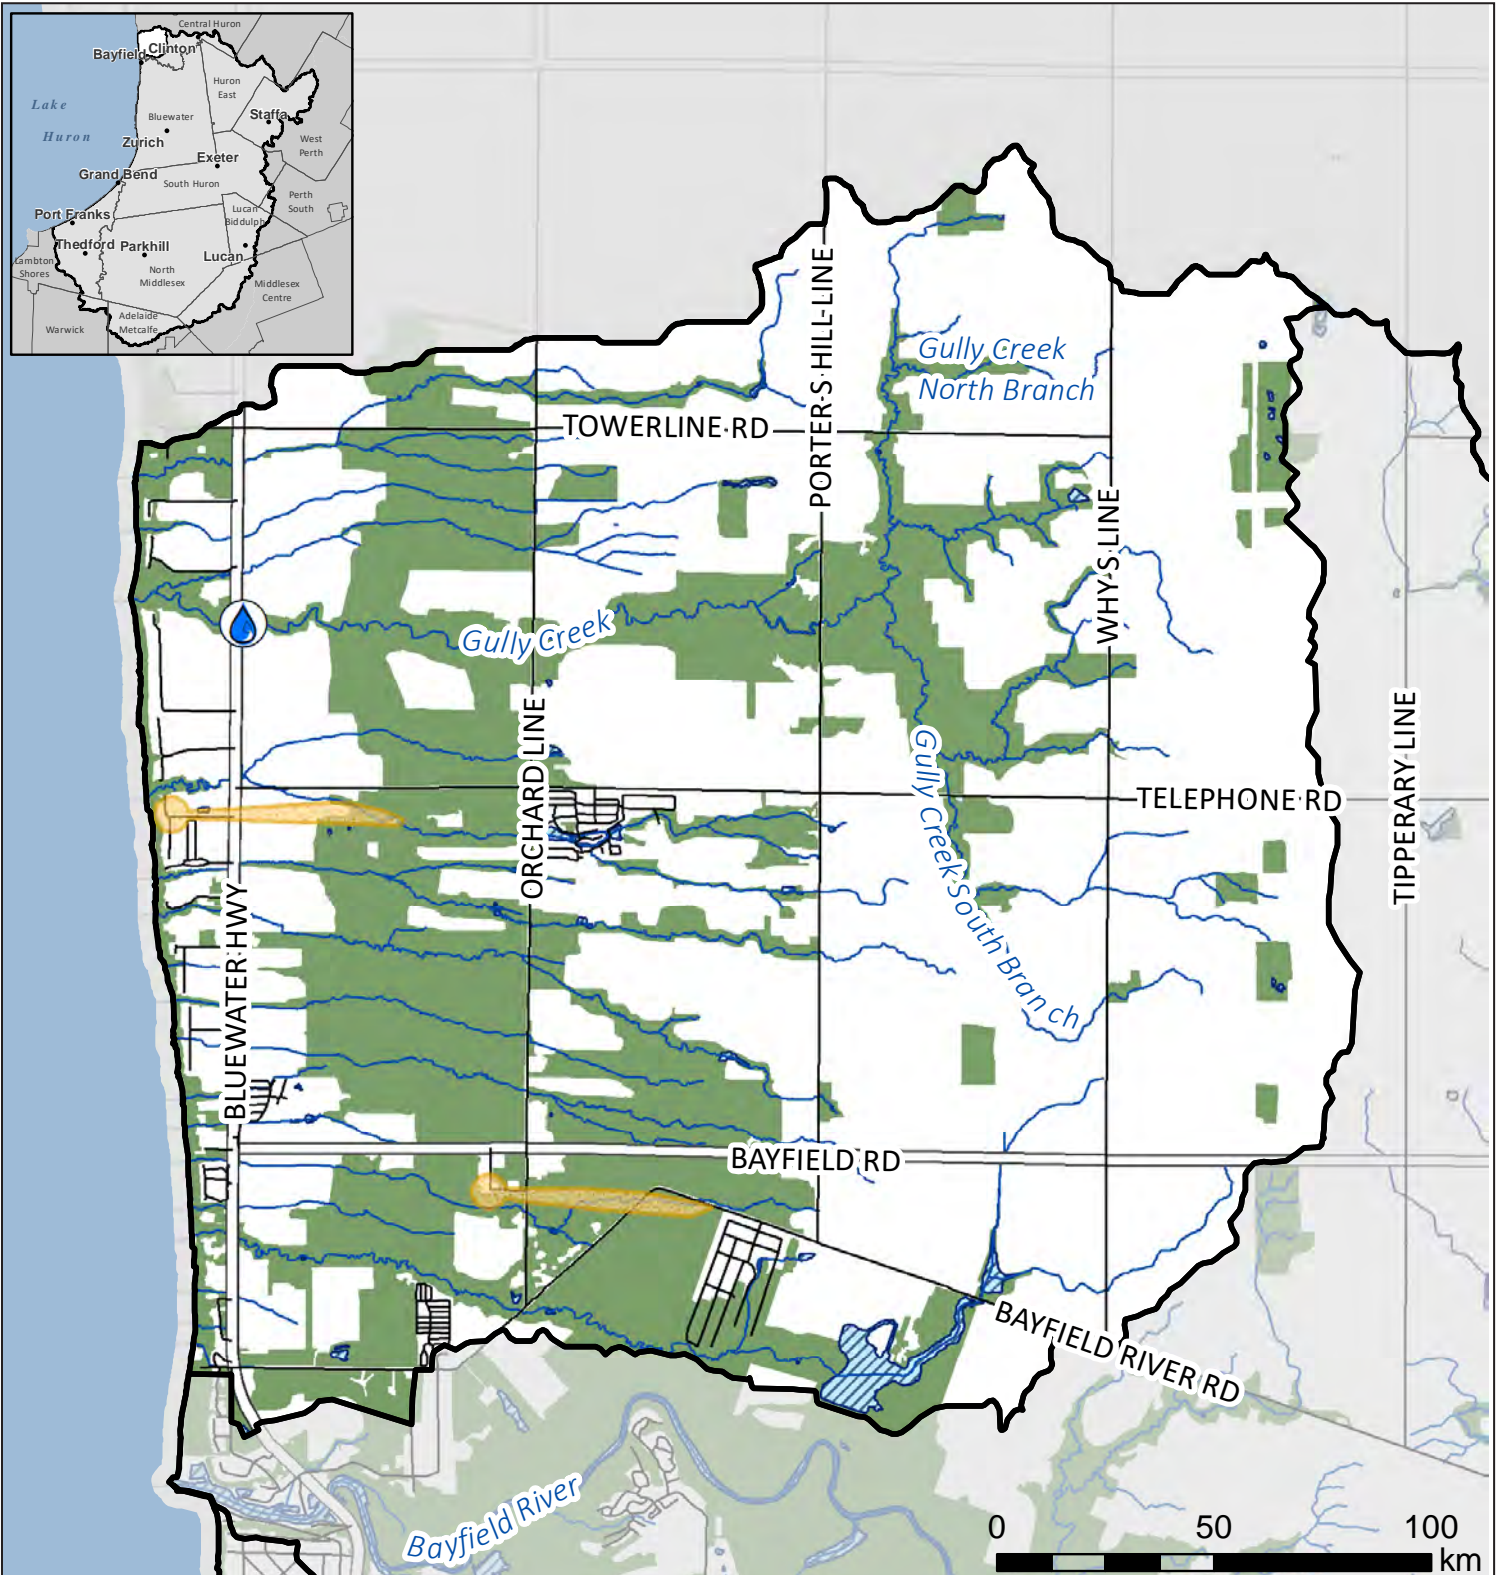 Central Huron
Bayfield
Clinton
Huron
East
Lake
Huron
Bluewater
Staffa
Zurich
West
Perth
Exeter
Grand Bend
South Huron
Perth
South
Port Franks
Lucan
Biddulph
Thedford
Parkhill
Lucan
Lambton
Shores
North
Middlesex
Middlesex
Centre
Adelaide
Metcalfe
Warwick
PORTER-S-HILL-LINE
Gully Creek
North Branch
TOWERLINE RD
WHY-S-LINE
Gully Creek
ORCHARD LINE
Gully Creek South Branch
TELEPHONE RD
TIPPERARY LINE
BLUEWATER HWY
BAYFIELD RD
BAYFIELD RIVER RD
Bayfield River
0 50 100
km